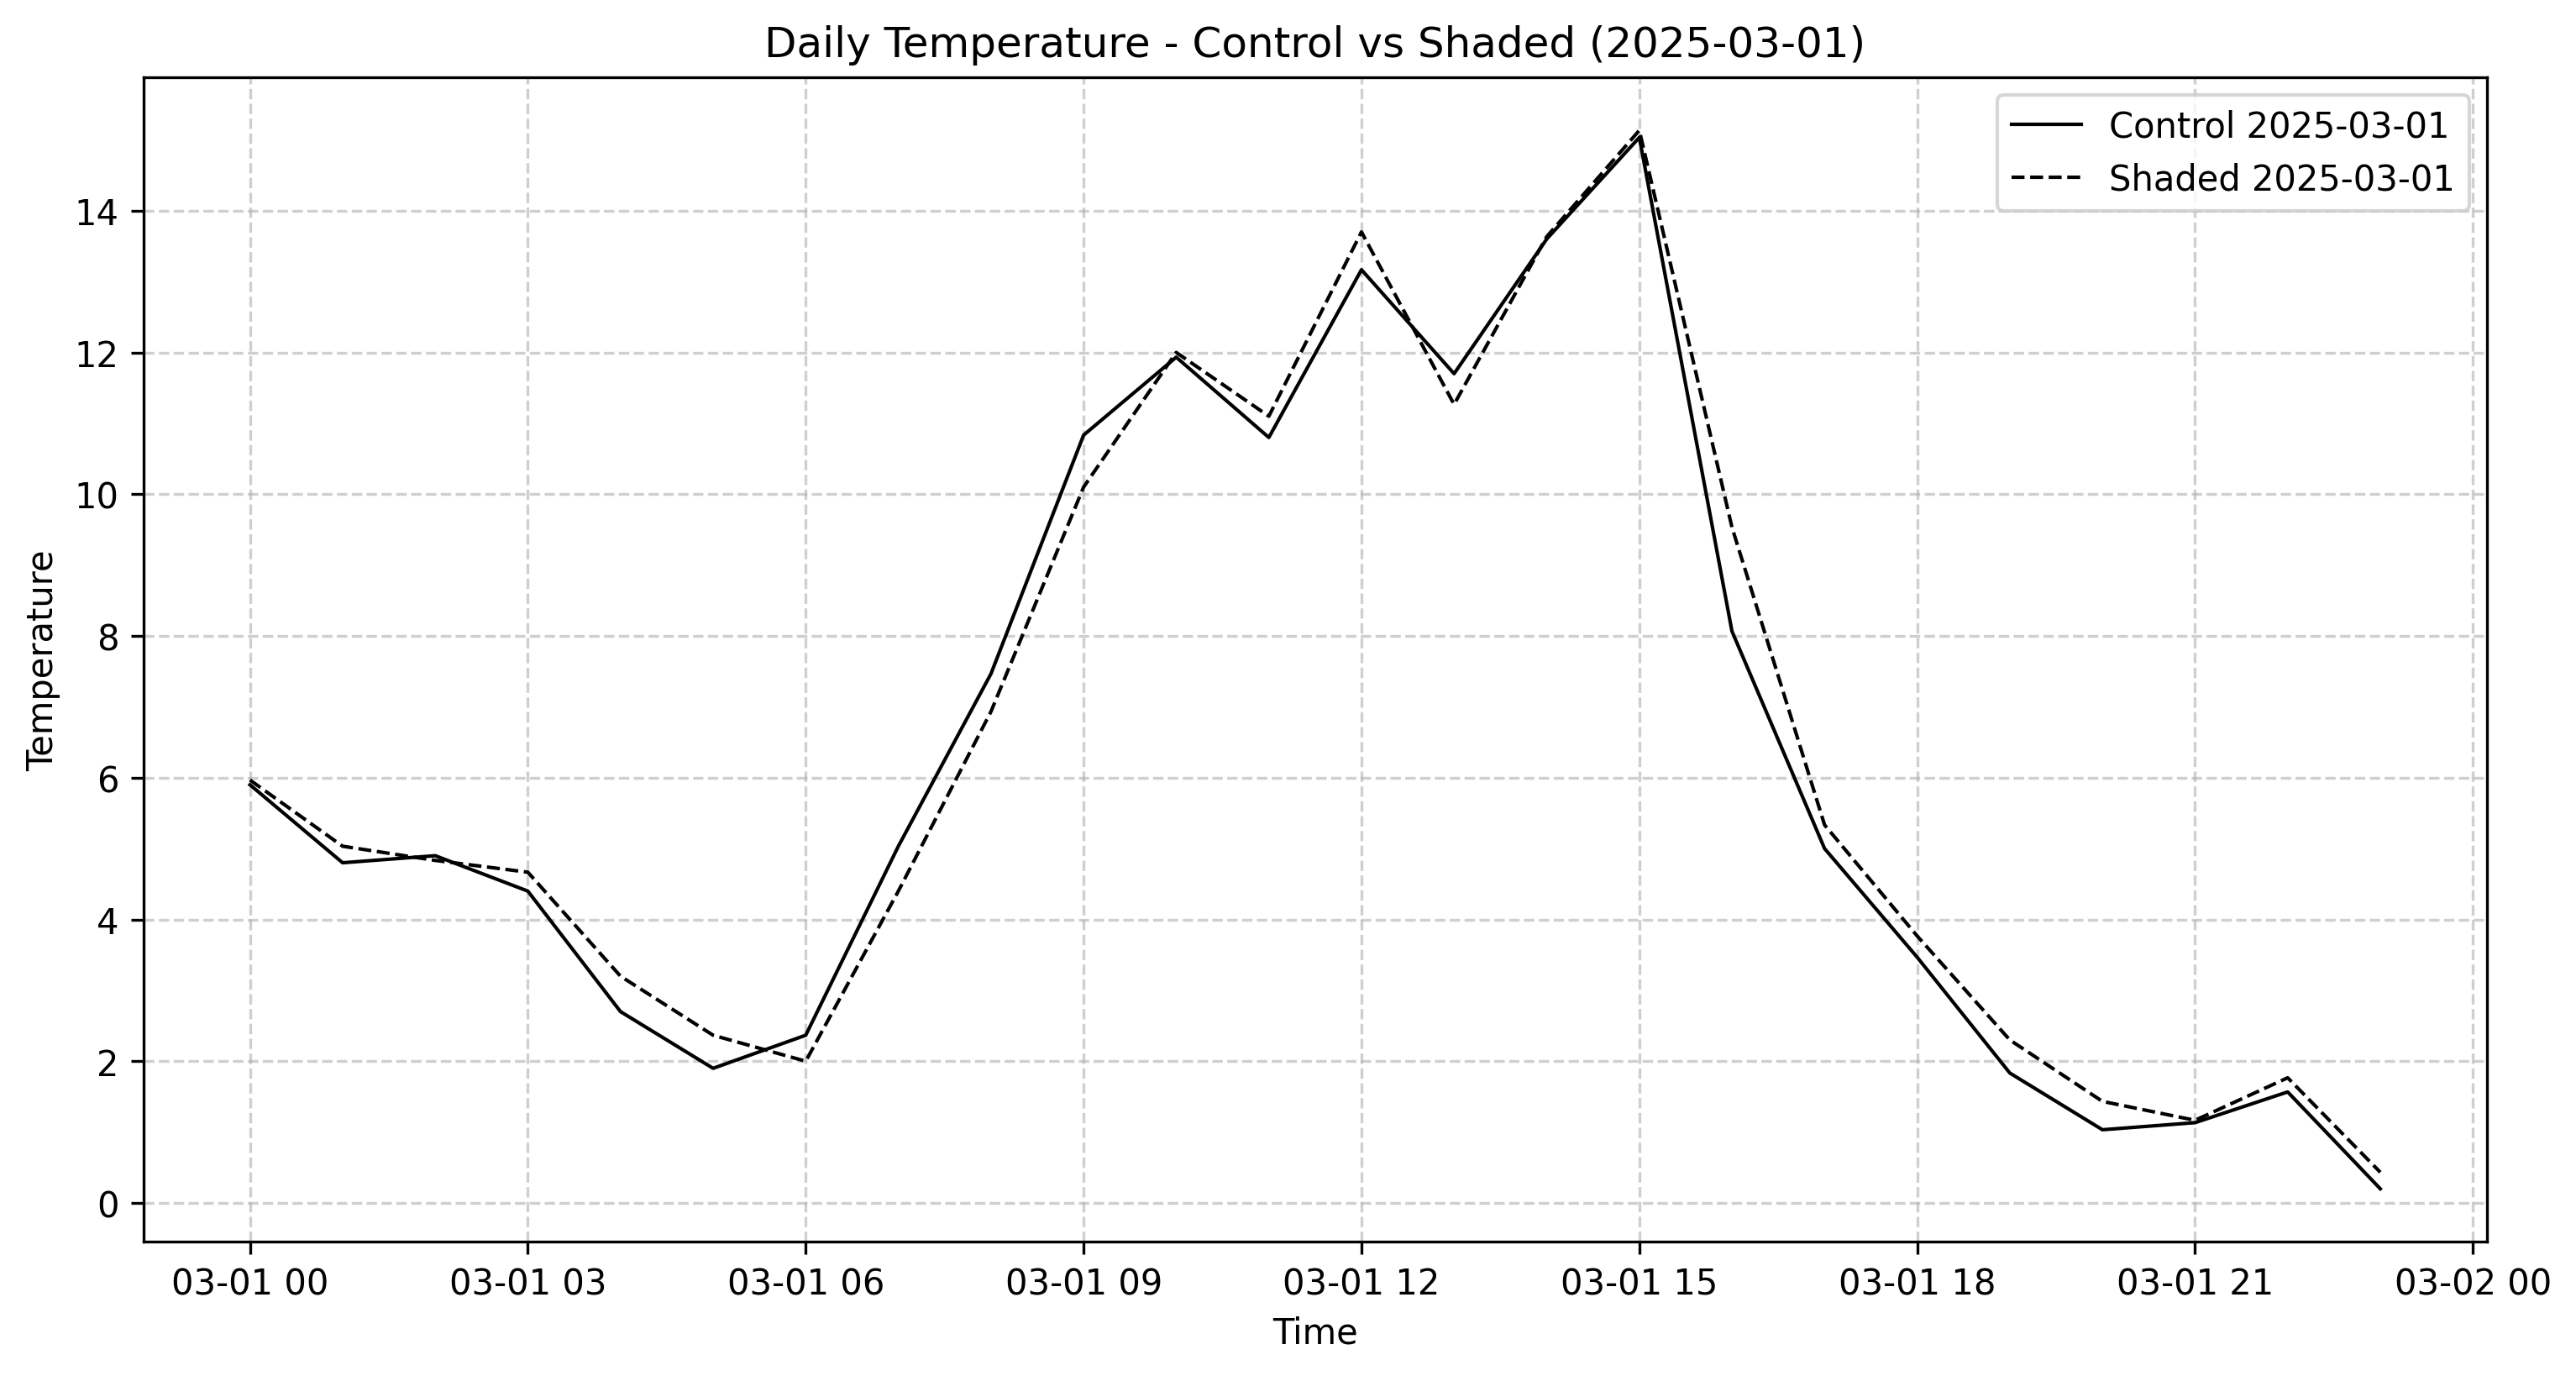 Daily Temperature - Control vs Shaded (2025-03-01)
Control 2025-03-01
Shaded 2025-03-01
Temperature
14
12
10
8
6
4
2
0
03-01 00 03-01 03 03-01 06 03-01 09 03-01 12 03-01 15 03-01 18 03-01 21 03-02 00
Time